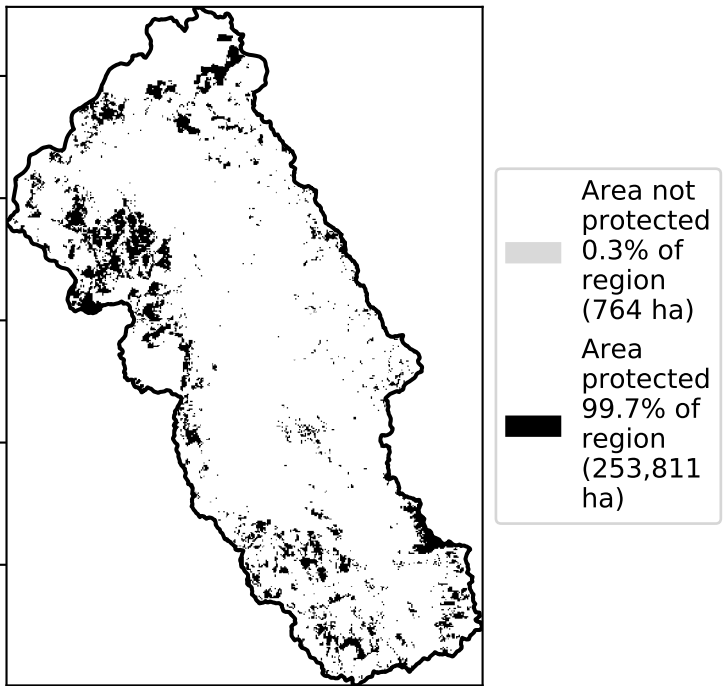 Area not
protected
0.3% of
region
(764 ha)
Area
protected
99.7% of
region
(253,811
ha)